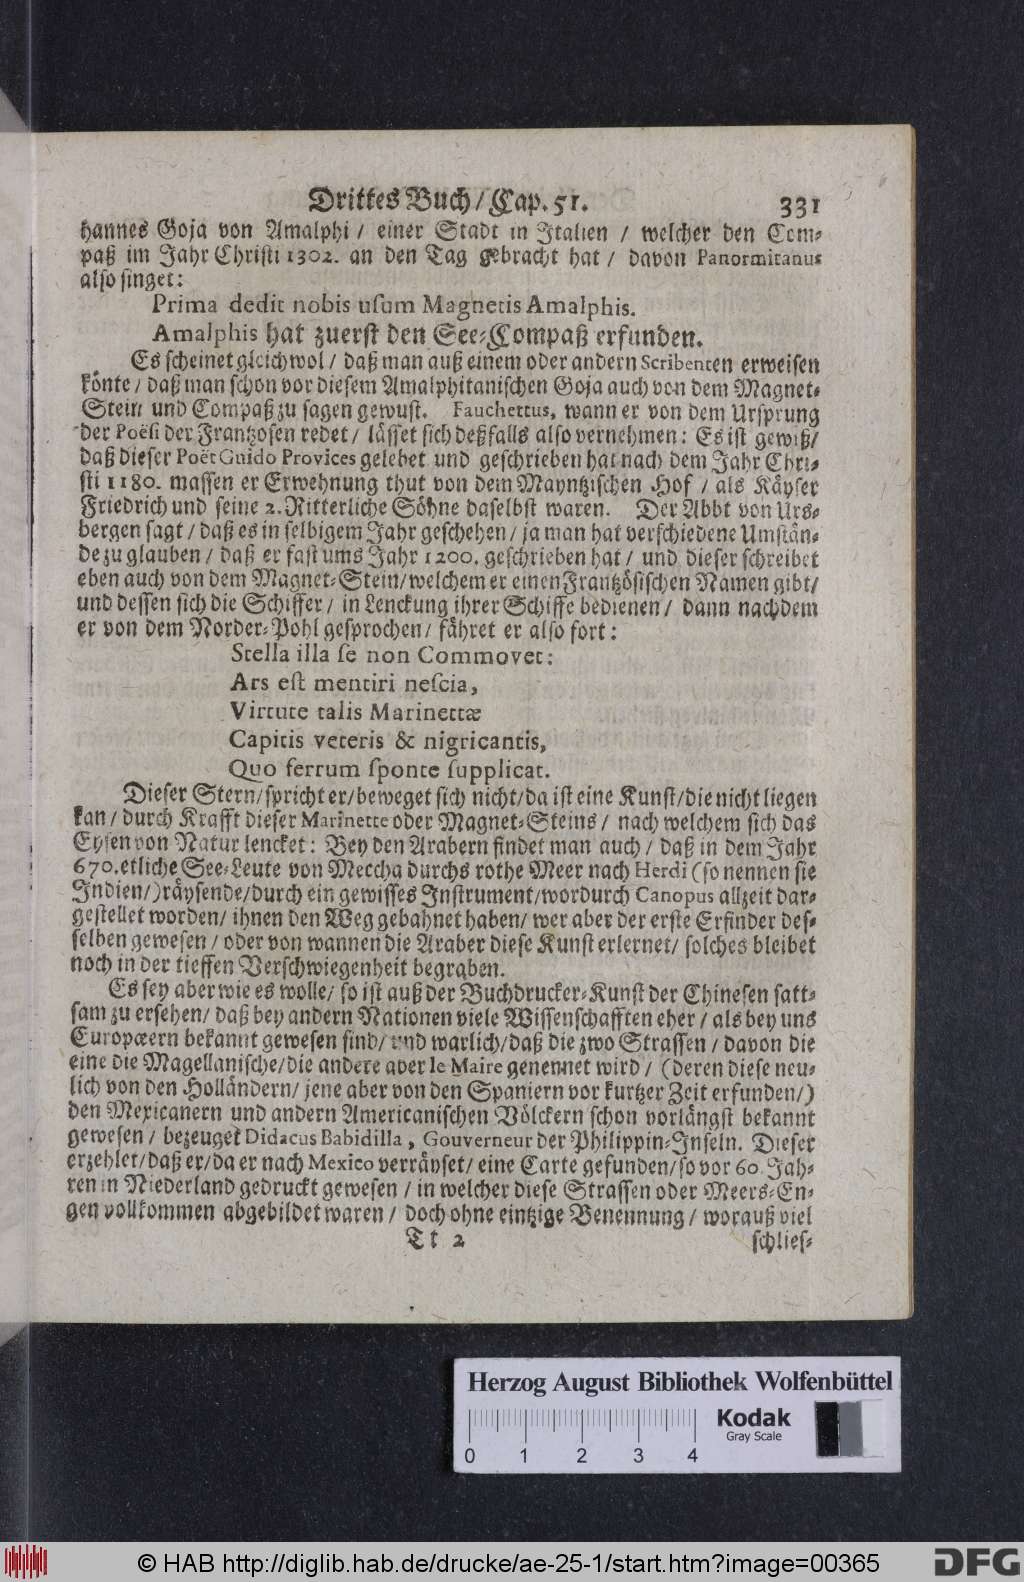 Drittes Buch / Cap. 51. 331
hannes Goja von Amalphi / einer Stadt in Italien / welcher den Com-
paß im Jahr Christi 1302. an den Tag gebracht hat / davon Panormitanus
also singet:
Prima dedit nobis usum Magnetis Amalphis.
Amalphis hat zuerst den See-Compaß erfunden.
Es scheinet gleichwol / daß man auß einem oder andern Scribenten erweisen
könte / daß man schon vor diesem Amalphitanischen Goja auch von dem Magnet-
Stein und Compaß zu sagen gewust. Fauchettus, wann er von dem Ursprung
der Poësi der Frantzosen redet / lässet sich deßfalls also vernehmen: Es ist gewiß /
daß dieser Poët Guido Provices gelebet und geschrieben hat nach dem Jahr Chri-
sti 1180. massen er Erwehnung thut von dem Mayntzischen Hof / als Käyser
Friedrich und seine 2. Ritterliche Söhne daselbst waren. Der Abbt von Urs-
bergen sagt / daß es in selbigem Jahr geschehen / ja man hat verschiedene Umstän-
de zu glauben / daß er fast ums Jahr 1200. geschrieben hat / und dieser schreibet
eben auch von dem Magnet-Stein / welchem er einen Frantzösischen Namen gibt /
und dessen sich die Schiffer / in Lenckung ihrer Schiffe bedienen / dann nachdem
er von dem Norder-Pohl gesprochen / fähret er also fort:
Stella illa se non Commovet:
Ars est mentiri nescia,
Virtute talis Marinettæ
Capitis veteris & nigricantis,
Quo ferrum sponte supplicat.
Dieser Stern / spricht er / beweget sich nicht / da ist eine Kunst / die nicht liegen
kan / durch Krafft dieser Marinette oder Magnet-Steins / nach welchem sich das
Eysen von Natur lencket: Bey den Arabern findet man auch / daß in dem Jahr
670. etliche See-Leute von Meccha durchs rothe Meer nach Herdi (so nennen sie
Indien /) räysende / durch ein gewisses Instrument / wordurch Canopus allzeit dar-
gestellet worden / ihnen den Weg gebahnet haben / wer aber der erste Erfinder des-
selben gewesen / oder von wannen die Araber diese Kunst erlernet / solches bleibet
noch in der tieffen Verschwiegenheit begraben.
Es sey aber wie es wolle / so ist auß der Buchdrucker-Kunst der Chinesen satt-
sam zu ersehen / daß bey andern Nationen viele Wissenschafften eher / als bey uns
Europæern bekannt gewesen sind / und warlich / daß die zwo Strassen / davon die
eine die Magellanische / die andere aber le Maire genennet wird / (deren diese neu-
lich von den Holländern / jene aber von den Spaniern vor kurtzer Zeit erfunden /)
den Mexicanern und andern Americanischen Völckern schon vorlängst bekannt
gewesen / bezeuget Didacus Babidilla, Gouverneur der Philippin-Inseln. Dieser
erzehlet / daß er / da er nach Mexico verräyset / eine Carte gefunden / so vor 60. Jah-
ren in Niederland gedruckt gewesen / in welcher diese Strassen oder Meers-En-
gen vollkommen abgebildet waren / doch ohne eintzige Benennung / worauß viel
Tt 2 schlies-
Herzog August Bibliothek Wolfenbüttel
Kodak
Gray Scale
0 1 2 3 4
© HAB http://diglib.hab.de/drucke/ae-25-1/start.htm?image=00365
DFG